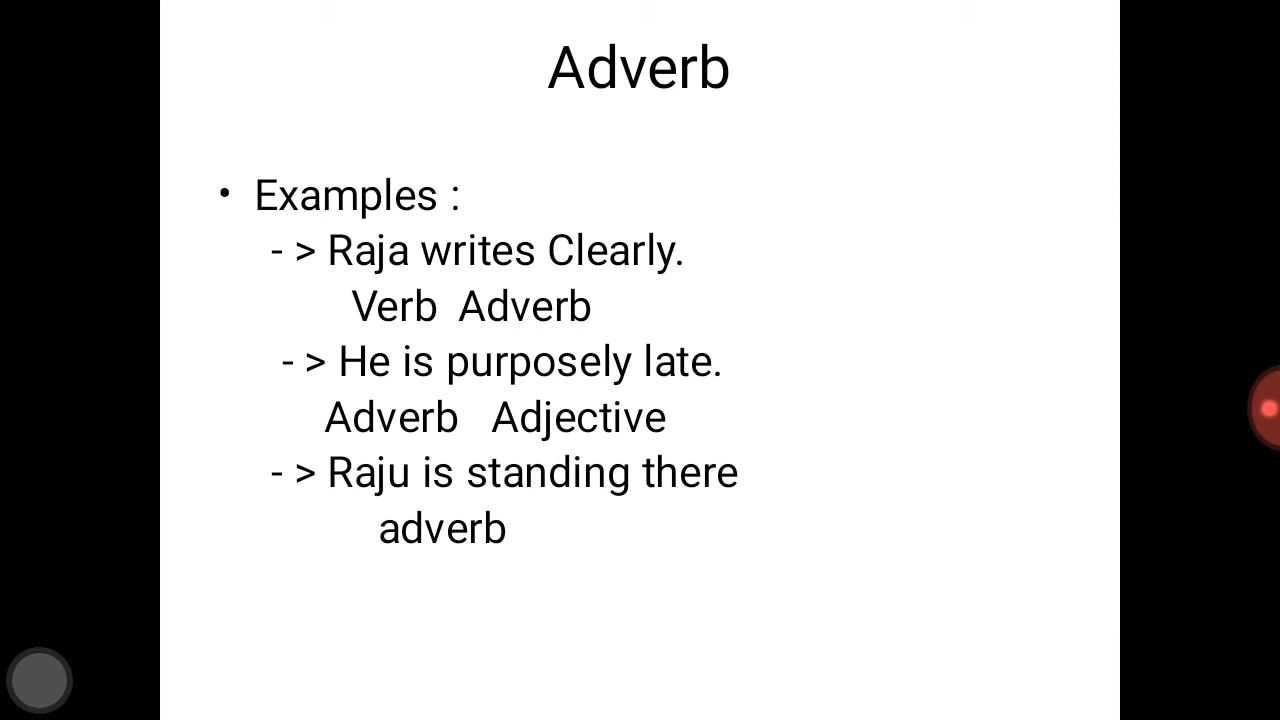 Adverb
• Examples :
- > Raja writes Clearly.
Verb Adverb
- > He is purposely late.
Adverb Adjective
- > Raju is standing there
adverb